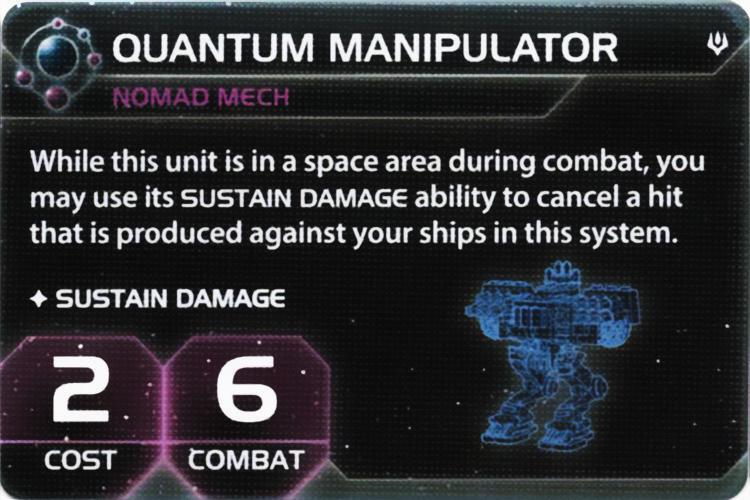 QUANTUM MANIPULATOR
NOMAD MECH
While this unit is in a space area during combat, you
may use its SUSTAIN DAMAGE ability to cancel a hit
that is produced against your ships in this system.
✦ SUSTAIN DAMAGE
2 6
COST COMBAT